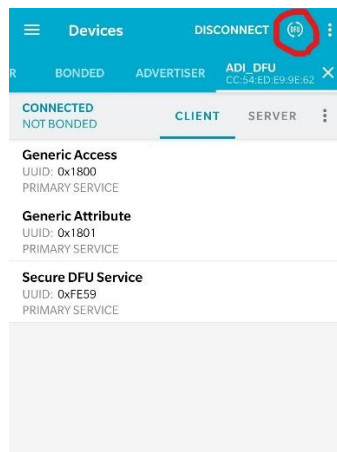 Devices DISCONNECT DFU
R BONDED ADVERTISER ADI_DFU
CC:54:ED:E9:9E:62
CONNECTED
NOT BONDED
CLIENT SERVER
Generic Access
UUID: 0x1800
PRIMARY SERVICE
Generic Attribute
UUID: 0x1801
PRIMARY SERVICE
Secure DFU Service
UUID: 0xFE59
PRIMARY SERVICE